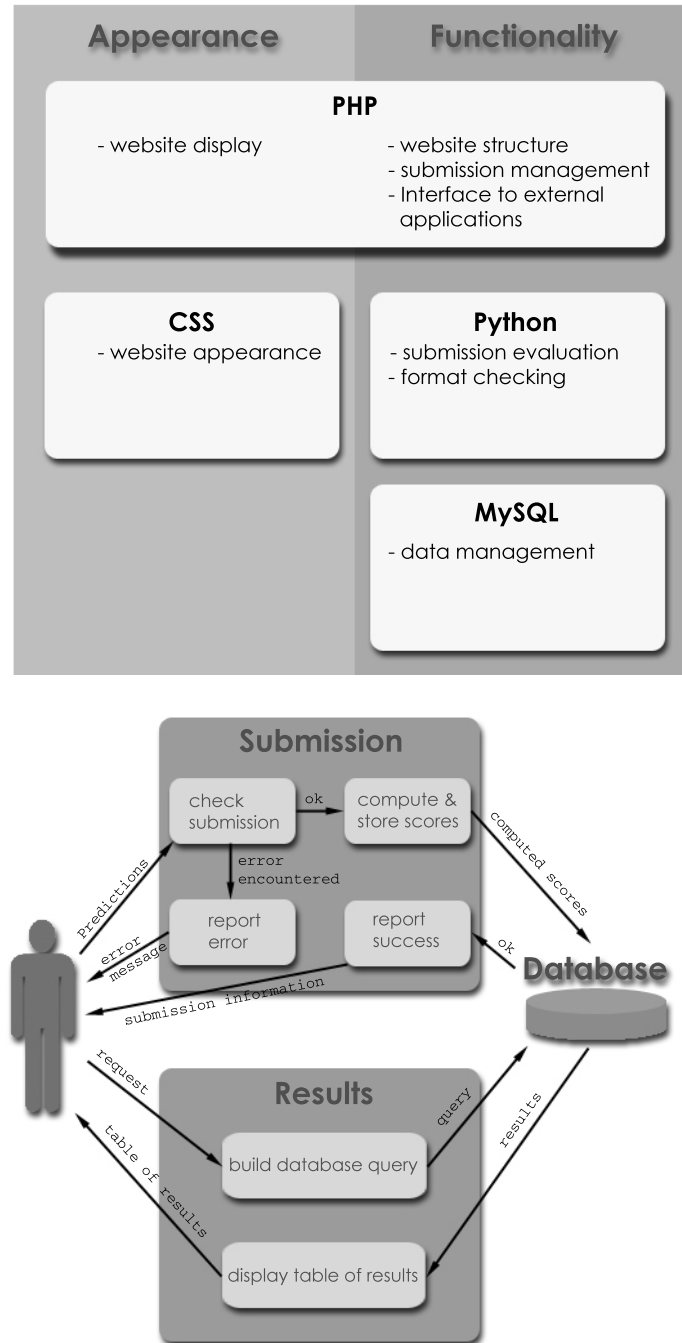 Appearance
Functionality
PHP
- website display
- website structure
- submission management
- Interface to external
applications
CSS
- website appearance
Python
- submission evaluation
- format checking
MySQL
- data management
Submission
check
submission
ok
compute &
store scores
error
encountered
Predictions
computed scores
report
error
report
success
error
message
ok
submission information
Database
request
Results
query
results
build database query
table of results
display table of results